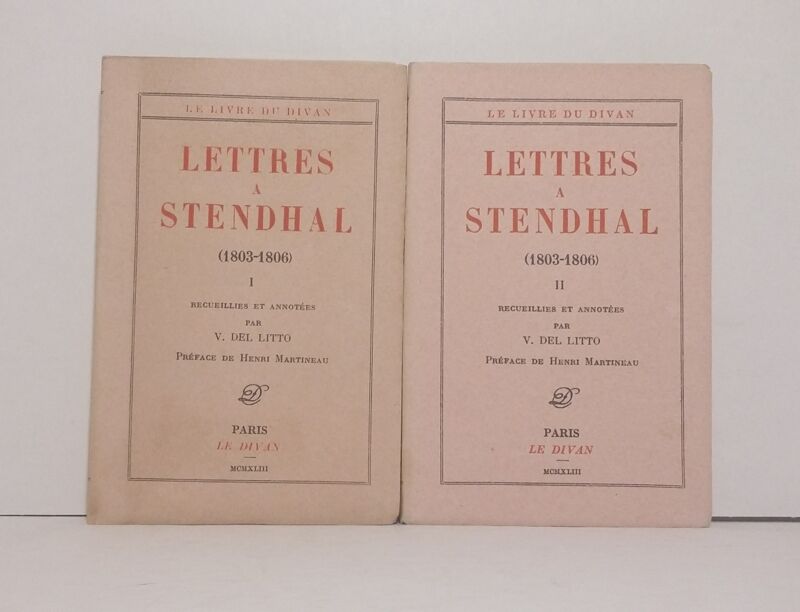 LE LIVRE DU DIVAN
LETTRES
A
STENDHAL
(1803-1806)
I
RECUEILLIES ET ANNOTÉES
PAR
V. DEL LITTO
PRÉFACE DE HENRI MARTINEAU
D
PARIS
LE DIVAN
MCMXLIII
LE LIVRE DU DIVAN
LETTRES
A
STENDHAL
(1803-1806)
II
RECUEILLIES ET ANNOTÉES
PAR
V. DEL LITTO
PRÉFACE DE HENRI MARTINEAU
D
PARIS
LE DIVAN
MCMXLIII